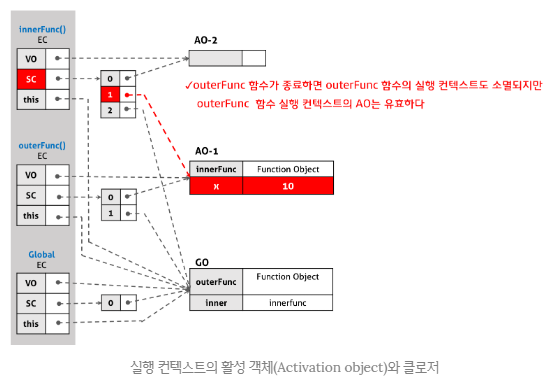 innerFunc()
EC
VO
SC
this
0
1
2
AO-2
✓outerFunc 함수가 종료하면 outerFunc 함수의 실행 컨텍스트도 소멸되지만
outerFunc 함수 실행 컨텍스트의 AO는 유효하다
outerFunc()
EC
VO
SC
this
0
1
AO-1
innerFunc Function Object
x 10
Global
EC
VO
SC
this
0
GO
outerFunc Function Object
inner innerfunc
실행 컨텍스트의 활성 객체(Activation object)와 클로저